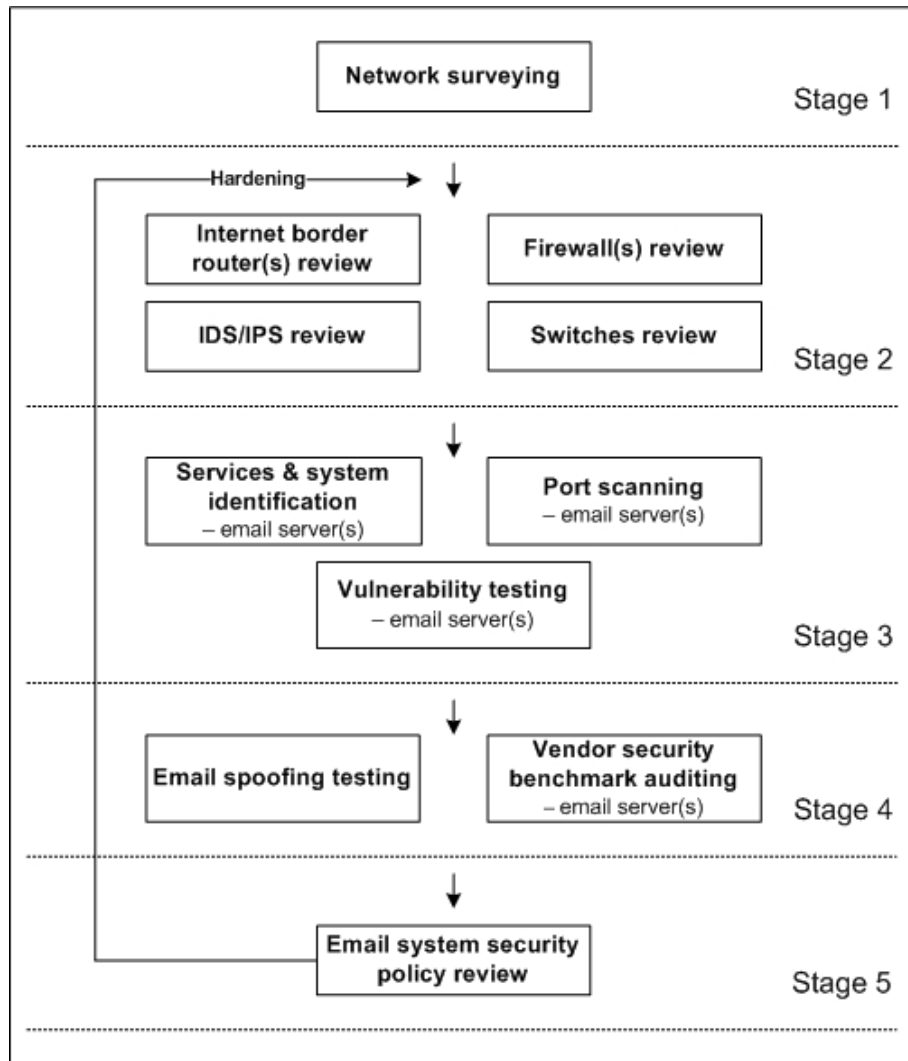 Network surveying
Stage 1
Hardening
Internet border
router(s) review
Firewall(s) review
IDS/IPS review
Switches review
Stage 2
Services & system
identification
– email server(s)
Port scanning
– email server(s)
Vulnerability testing
– email server(s)
Stage 3
Email spoofing testing
Vendor security
benchmark auditing
– email server(s)
Stage 4
Email system security
policy review
Stage 5